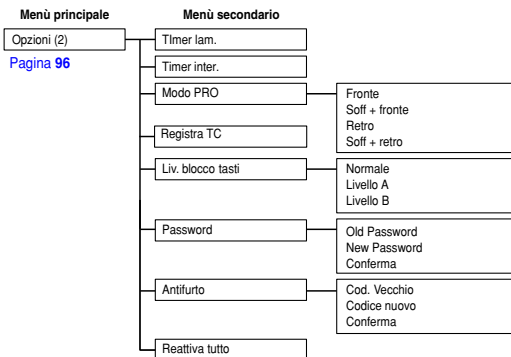 Menù principale
Menù secondario
Opzioni (2)
Pagina 96
TImer lam.
Timer inter.
Modo PRO
Fronte
Soff + fronte
Retro
Soff + retro
Registra TC
Liv. blocco tasti
Normale
Livello A
Livello B
Password
Old Password
New Password
Conferma
Antifurto
Cod. Vecchio
Codice nuovo
Conferma
Reattiva tutto